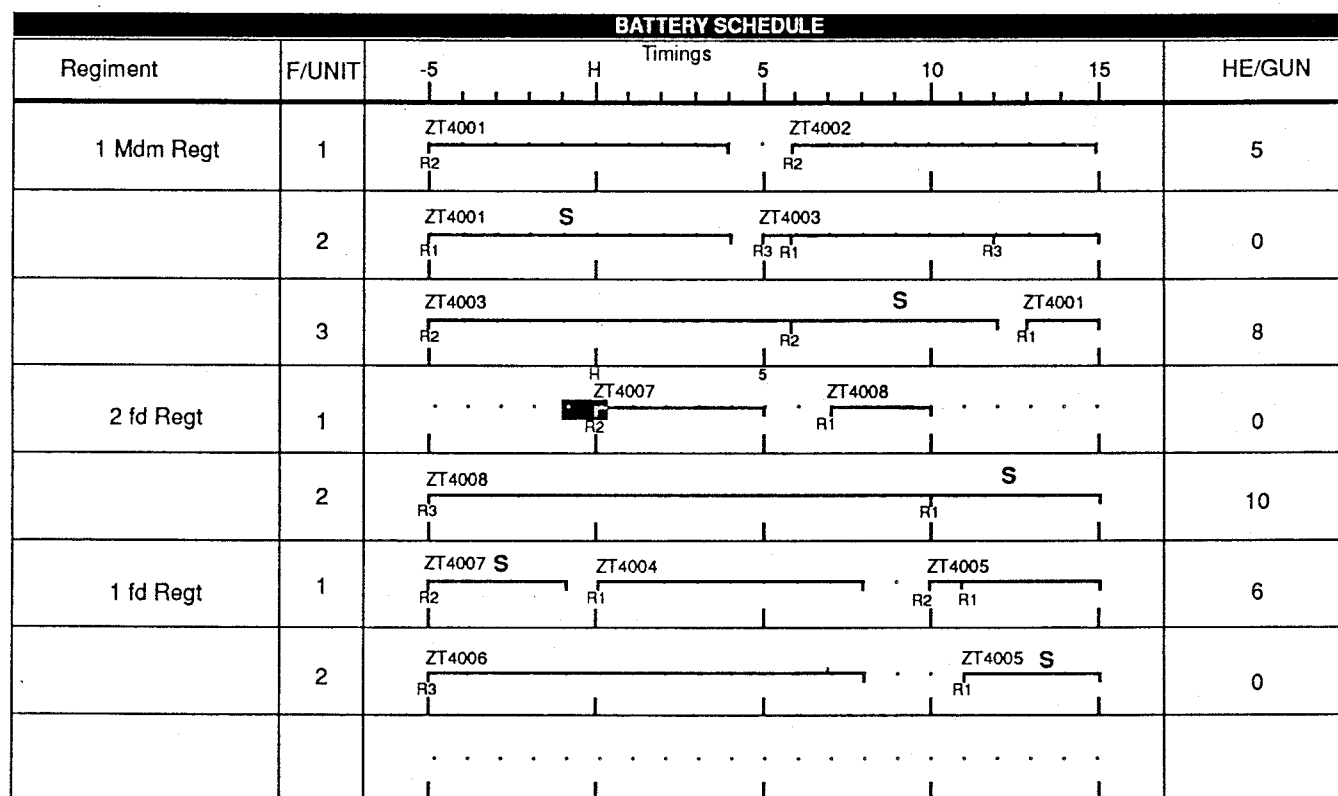 BATTERY SCHEDULE
Regiment F/UNIT Timings HE/GUN
-5 H 5 10 15
ZT4001 ZT4002
1 Mdm Regt 1 5
R2 R2
ZT4001 S ZT4003
2 0
R1 R3 R1 R3
ZT4003 S ZT4001
3 8
R2 R2 R1
H 5
ZT4007 ZT4008
2 fd Regt 1 0
R2 R1
ZT4008 S
2 10
R3 R1
ZT4007 S ZT4004 ZT4005
1 fd Regt 1 6
R2 R1 R2 R1
ZT4006 ZT4005 S
2 0
R3 R1